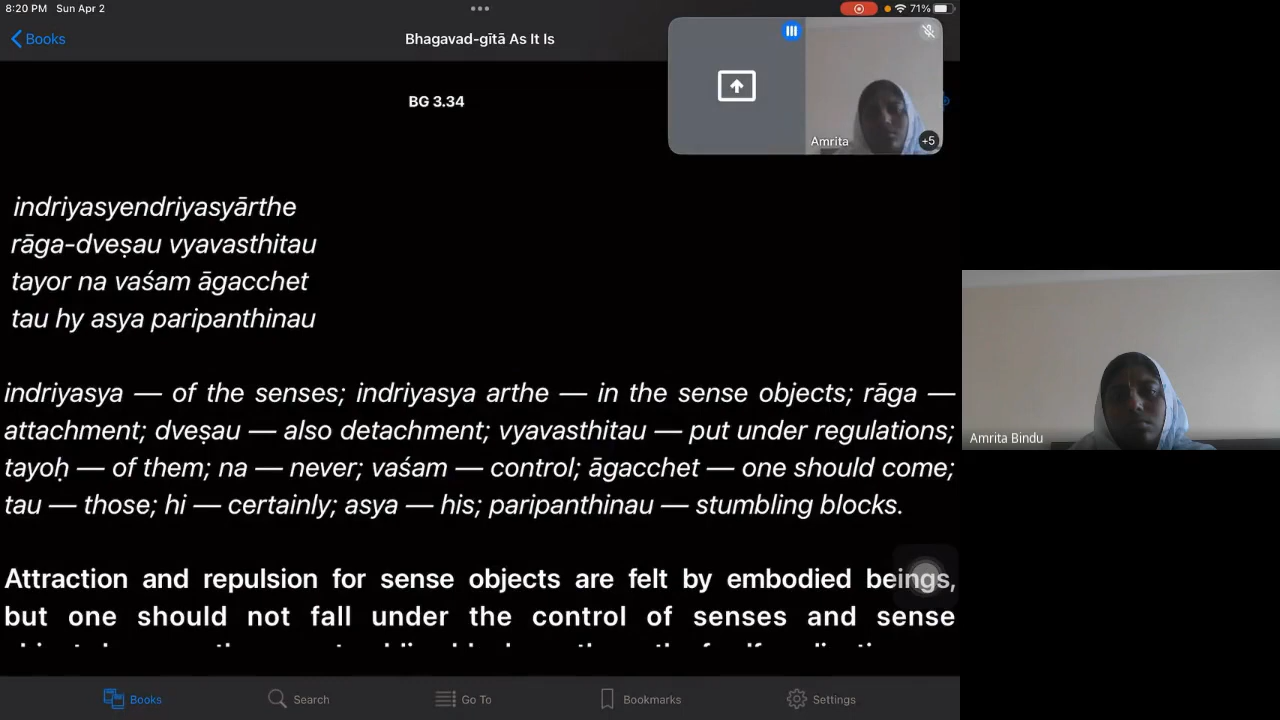 8:20 PM Sun Apr 2
71%
Books
Bhagavad-gītā As It Is
Amrita
+5
BG 3.34
indriyasyendriyasyārthe
rāga-dveṣau vyavasthitau
tayor na vaśam āgacchet
tau hy asya paripanthinau
indriyasya — of the senses; indriyasya arthe — in the sense objects; rāga —
attachment; dveṣau — also detachment; vyavasthitau — put under regulations;
tayoḥ — of them; na — never; vaśam — control; āgacchet — one should come;
tau — those; hi — certainly; asya — his; paripanthinau — stumbling blocks.
Attraction and repulsion for sense objects are felt by embodied beings,
but one should not fall under the control of senses and sense
Books
Search
Go To
Bookmarks
Settings
Amrita Bindu